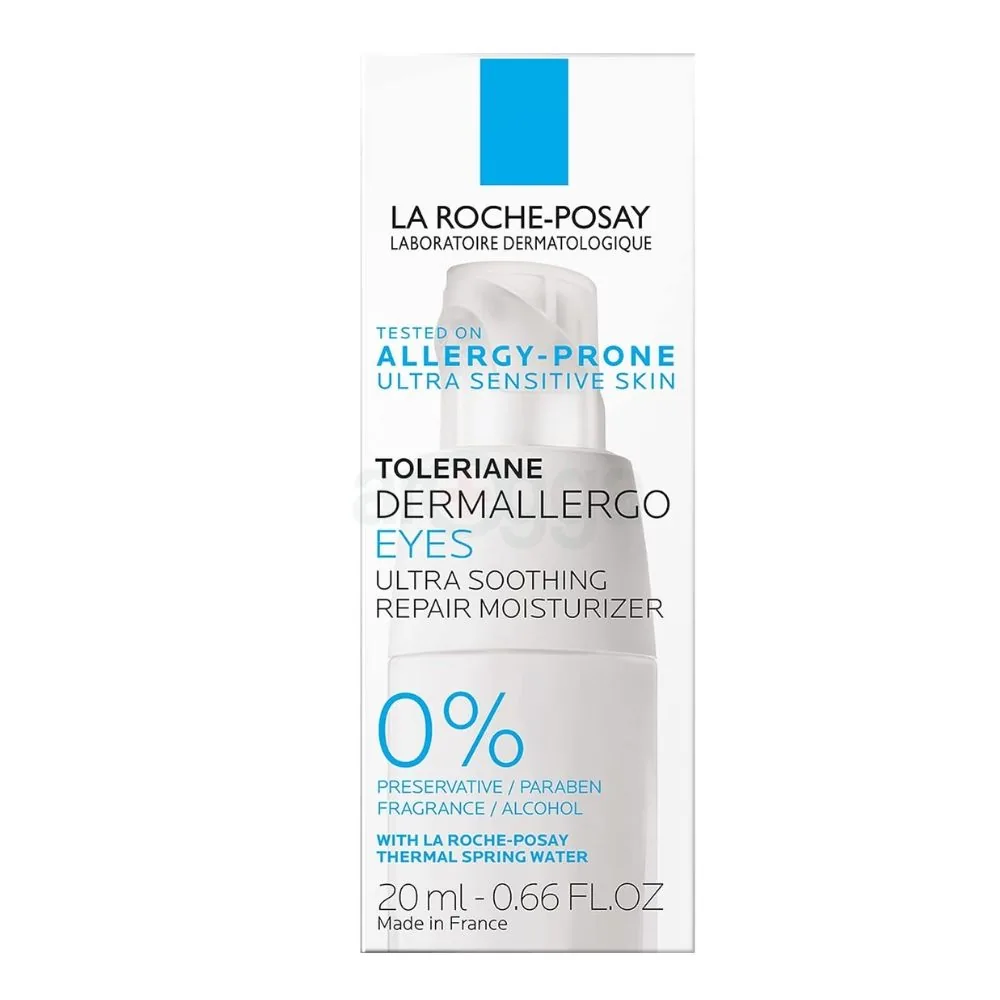 LA ROCHE-POSAY
LABORATOIRE DERMATOLOGIQUE
TESTED ON
ALLERGY-PRONE
ULTRA SENSITIVE SKIN
TOLERIANE
DERMALLERGO
EYES
ULTRA SOOTHING
REPAIR MOISTURIZER
0%
PRESERVATIVE / PARABEN
FRAGRANCE / ALCOHOL
WITH LA ROCHE-POSAY
THERMAL SPRING WATER
20 ml - 0.66 FL.OZ
Made in France